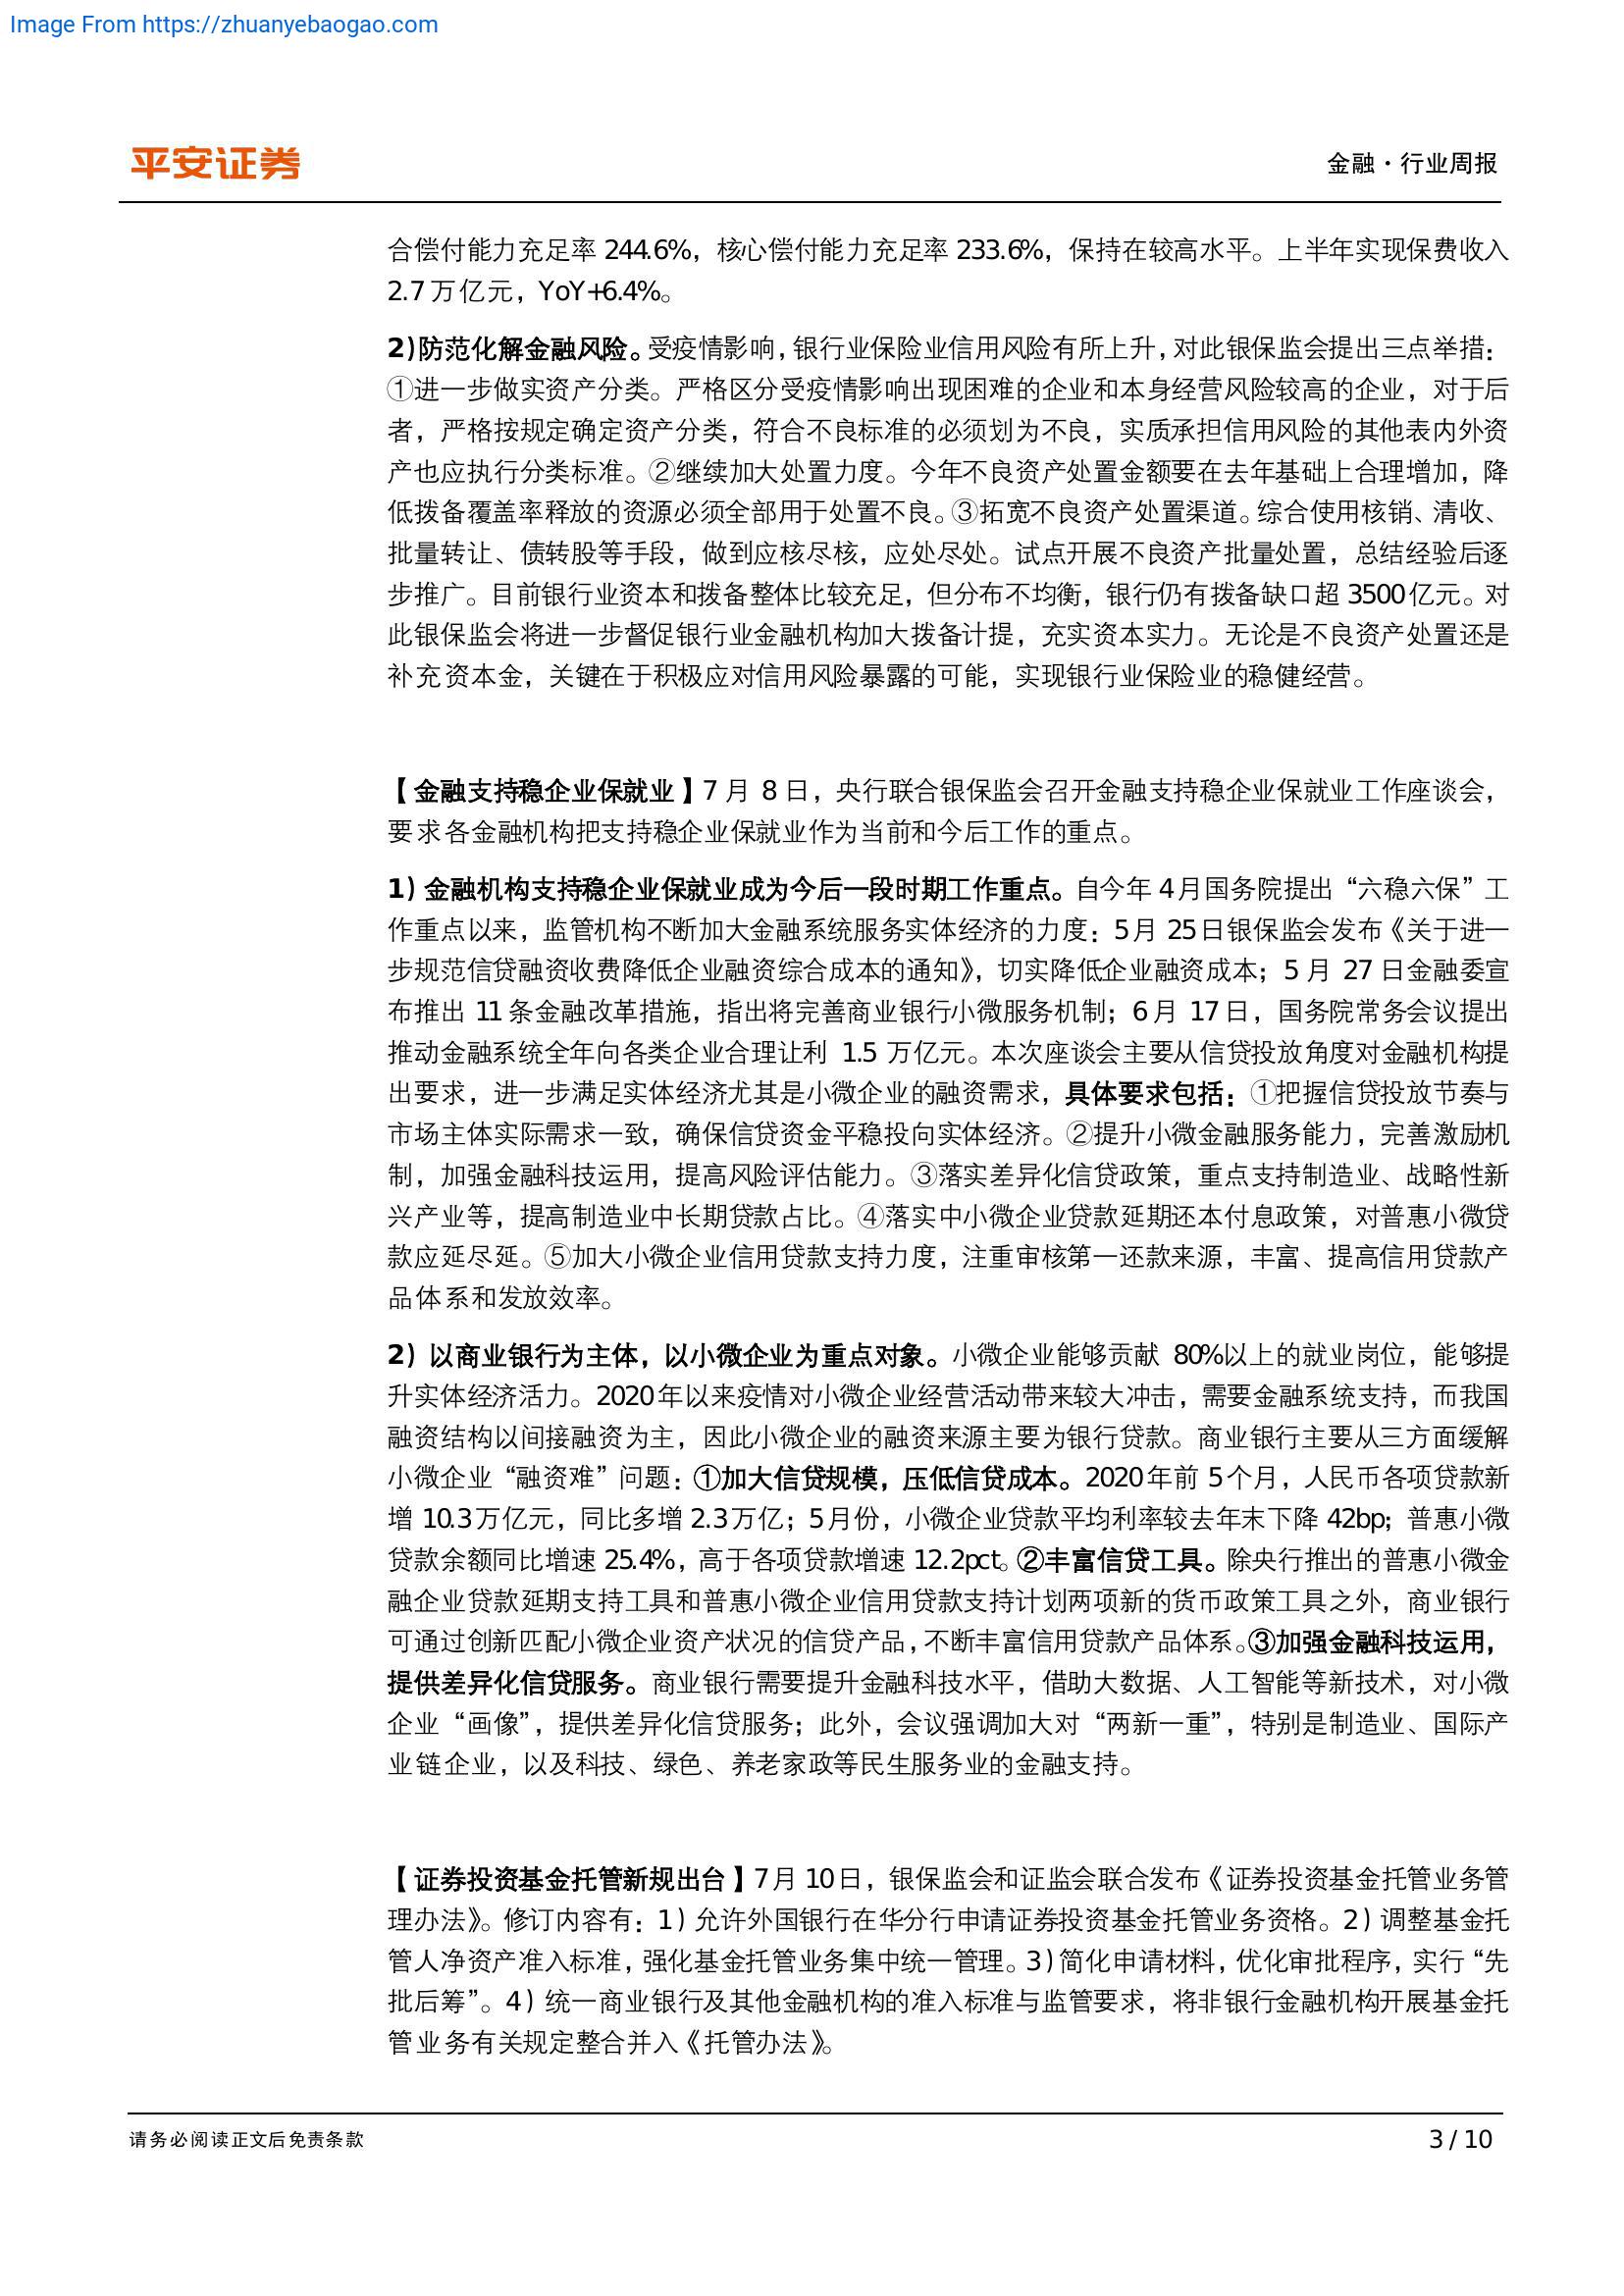 Image From https://zhuanyebaogao.com
平安证券
金融·行业周报
合偿付能力充足率 244.6%，核心偿付能力充足率 233.6%，保持在较高水平。上半年实现保费收入
2.7 万亿元，YoY+6.4%。
2)防范化解金融风险。受疫情影响，银行业保险业信用风险有所上升，对此银保监会提出三点举措：
①进一步做实资产分类。严格区分受疫情影响出现困难的企业和本身经营风险较高的企业，对于后
者，严格按规定确定资产分类，符合不良标准的必须划为不良，实质承担信用风险的其他表内外资
产也应执行分类标准。②继续加大处置力度。今年不良资产处置金额要在去年基础上合理增加，降
低拨备覆盖率释放的资源必须全部用于处置不良。③拓宽不良资产处置渠道。综合使用核销、清收、
批量转让、债转股等手段，做到应核尽核，应处尽处。试点开展不良资产批量处置，总结经验后逐
步推广。目前银行业资本和拨备整体比较充足，但分布不均衡，银行仍有拨备缺口超 3500 亿元。对
此银保监会将进一步督促银行业金融机构加大拨备计提，充实资本实力。无论是不良资产处置还是
补充资本金，关键在于积极应对信用风险暴露的可能，实现银行业保险业的稳健经营。
【金融支持稳企业保就业】7 月 8 日，央行联合银保监会召开金融支持稳企业保就业工作座谈会，
要求各金融机构把支持稳企业保就业作为当前和今后工作的重点。
1) 金融机构支持稳企业保就业成为今后一段时期工作重点。自今年 4 月国务院提出“六稳六保”工
作重点以来，监管机构不断加大金融系统服务实体经济的力度：5 月 25 日银保监会发布《关于进一
步规范信贷融资收费降低企业融资综合成本的通知》，切实降低企业融资成本；5 月 27 日金融委宣
布推出 11 条金融改革措施，指出将完善商业银行小微服务机制；6 月 17 日，国务院常务会议提出
推动金融系统全年向各类企业合理让利 1.5 万亿元。本次座谈会主要从信贷投放角度对金融机构提
出要求，进一步满足实体经济尤其是小微企业的融资需求，具体要求包括：①把握信贷投放节奏与
市场主体实际需求一致，确保信贷资金平稳投向实体经济。②提升小微金融服务能力，完善激励机
制，加强金融科技运用，提高风险评估能力。③落实差异化信贷政策，重点支持制造业、战略性新
兴产业等，提高制造业中长期贷款占比。④落实中小微企业贷款延期还本付息政策，对普惠小微贷
款应延尽延。⑤加大小微企业信用贷款支持力度，注重审核第一还款来源，丰富、提高信用贷款产
品体系和发放效率。
2) 以商业银行为主体，以小微企业为重点对象。小微企业能够贡献 80%以上的就业岗位，能够提
升实体经济活力。2020 年以来疫情对小微企业经营活动带来较大冲击，需要金融系统支持，而我国
融资结构以间接融资为主，因此小微企业的融资来源主要为银行贷款。商业银行主要从三方面缓解
小微企业“融资难”问题：①加大信贷规模，压低信贷成本。2020 年前 5 个月，人民币各项贷款新
增 10.3 万亿元，同比多增 2.3 万亿；5 月份，小微企业贷款平均利率较去年末下降 42bp；普惠小微
贷款余额同比增速 25.4%，高于各项贷款增速 12.2pct。②丰富信贷工具。除央行推出的普惠小微金
融企业贷款延期支持工具和普惠小微企业信用贷款支持计划两项新的货币政策工具之外，商业银行
可通过创新匹配小微企业资产状况的信贷产品，不断丰富信用贷款产品体系。③加强金融科技运用，
提供差异化信贷服务。商业银行需要提升金融科技水平，借助大数据、人工智能等新技术，对小微
企业“画像”，提供差异化信贷服务；此外，会议强调加大对“两新一重”，特别是制造业、国际产
业链企业，以及科技、绿色、养老家政等民生服务业的金融支持。
【证券投资基金托管新规出台】7 月 10 日，银保监会和证监会联合发布《证券投资基金托管业务管
理办法》。修订内容有：1) 允许外国银行在华分行申请证券投资基金托管业务资格。2) 调整基金托
管人净资产准入标准，强化基金托管业务集中统一管理。3) 简化申请材料，优化审批程序，实行“先
批后筹”。4) 统一商业银行及其他金融机构的准入标准与监管要求，将非银行金融机构开展基金托
管业务有关规定整合并入《托管办法》。
请务必阅读正文后免责条款
3 / 10